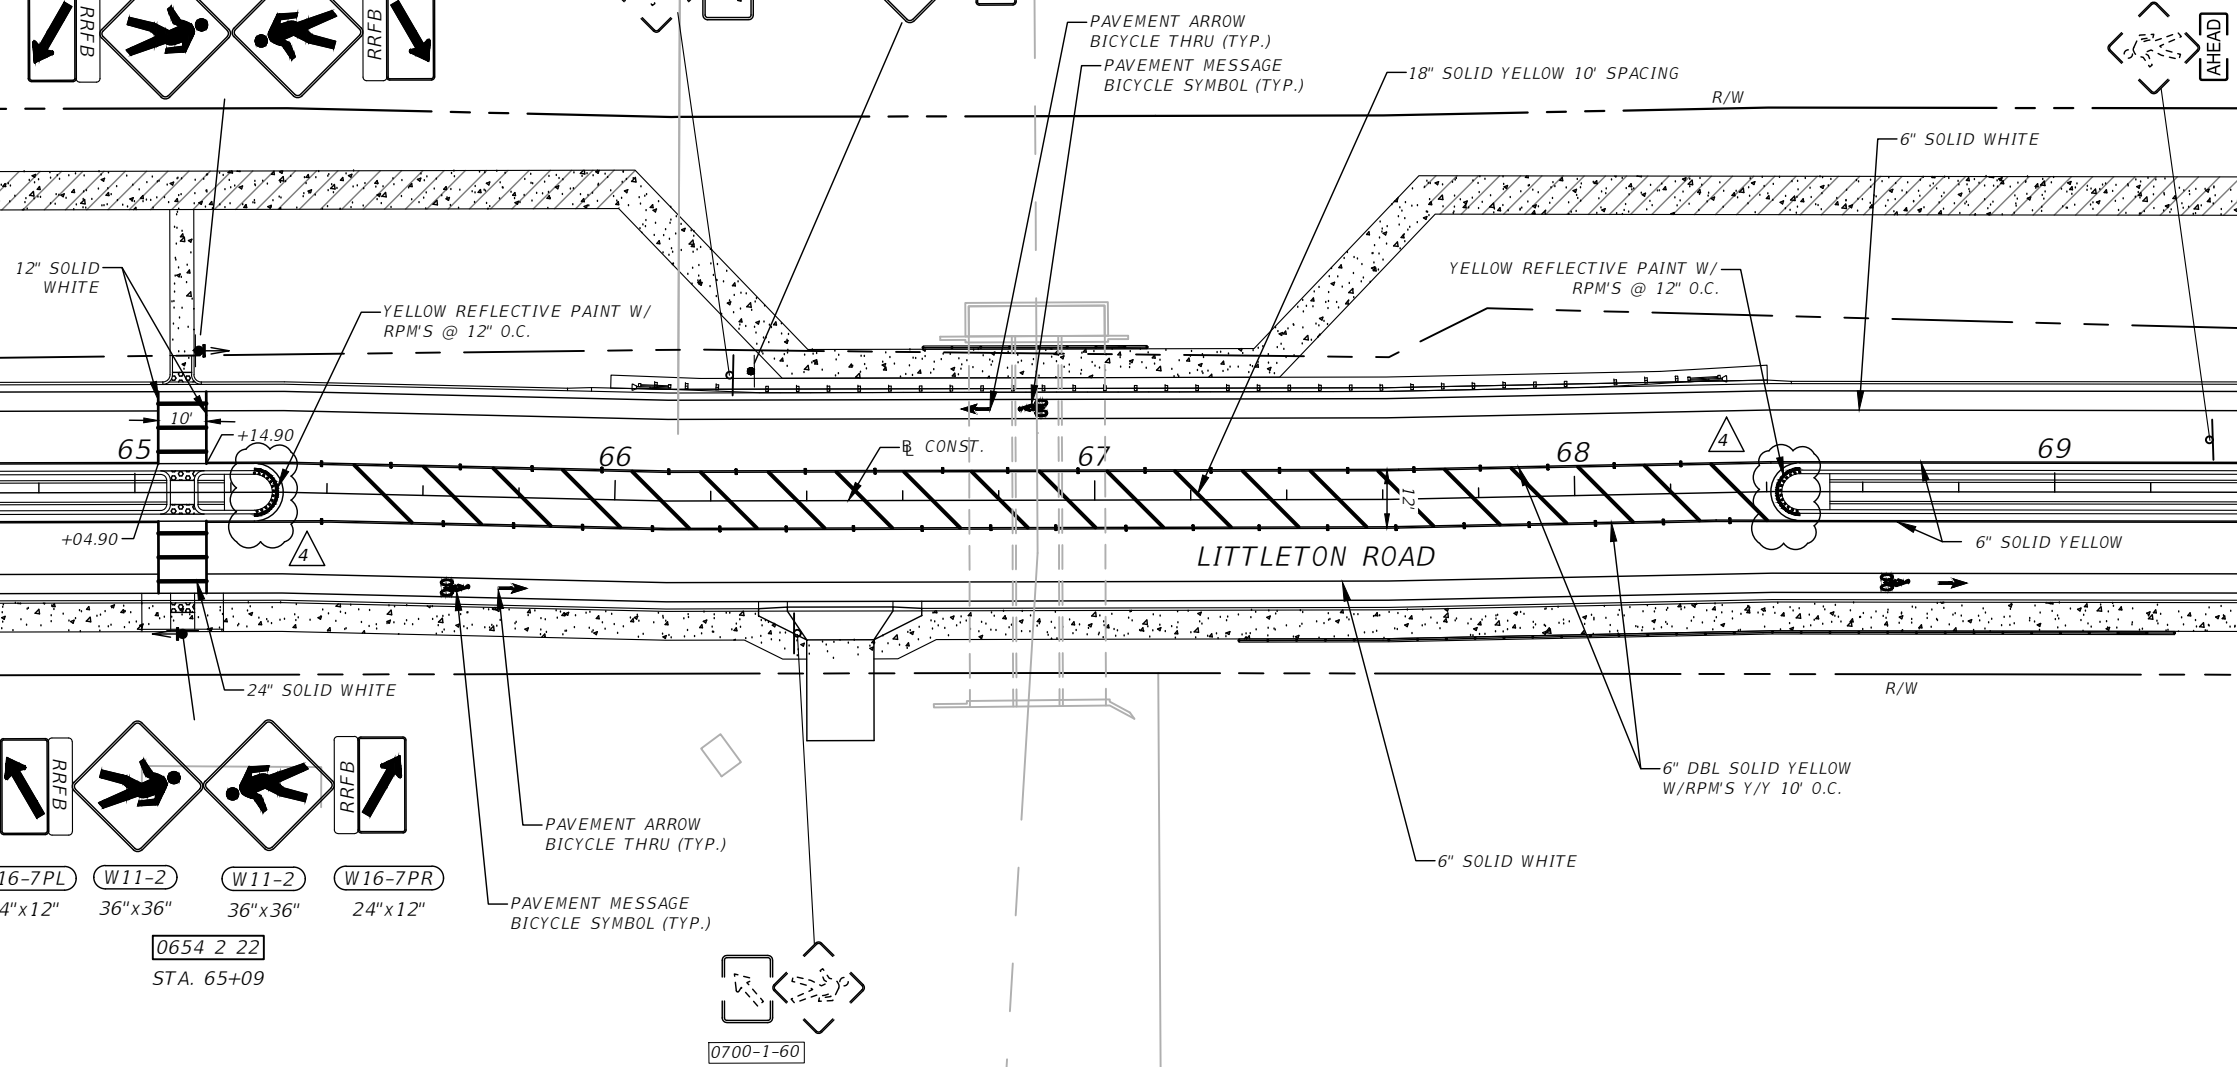 RRFB
RRFB
PAVEMENT ARROW
BICYCLE THRU (TYP.)
PAVEMENT MESSAGE
BICYCLE SYMBOL (TYP.)
18" SOLID YELLOW 10' SPACING
R/W
AHEAD
6" SOLID WHITE
12" SOLID
WHITE
YELLOW REFLECTIVE PAINT W/
RPM'S @ 12" O.C.
YELLOW REFLECTIVE PAINT W/
RPM'S @ 12" O.C.
10'
+14.90
65
66
BL CONST.
67
68
4
69
12'
+04.90
4
LITTLETON ROAD
6" SOLID YELLOW
24" SOLID WHITE
R/W
RRFB
RRFB
6" DBL SOLID YELLOW
W/RPM'S Y/Y 10' O.C.
PAVEMENT ARROW
BICYCLE THRU (TYP.)
6" SOLID WHITE
16-7PL
W11-2
W11-2
W16-7PR
4"x12"
36"x36"
36"x36"
24"x12"
PAVEMENT MESSAGE
BICYCLE SYMBOL (TYP.)
0654 2 22
STA. 65+09
0700-1-60